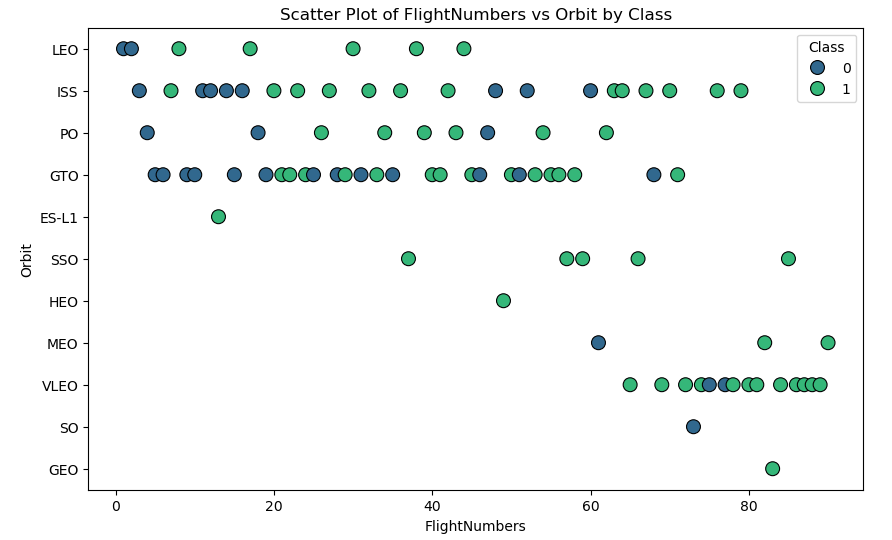 Scatter Plot of FlightNumbers vs Orbit by Class
Class
0
1
LEO
ISS
PO
GTO
ES-L1
SSO
HEO
MEO
VLEO
SO
GEO
Orbit
0 20 40 60 80
FlightNumbers